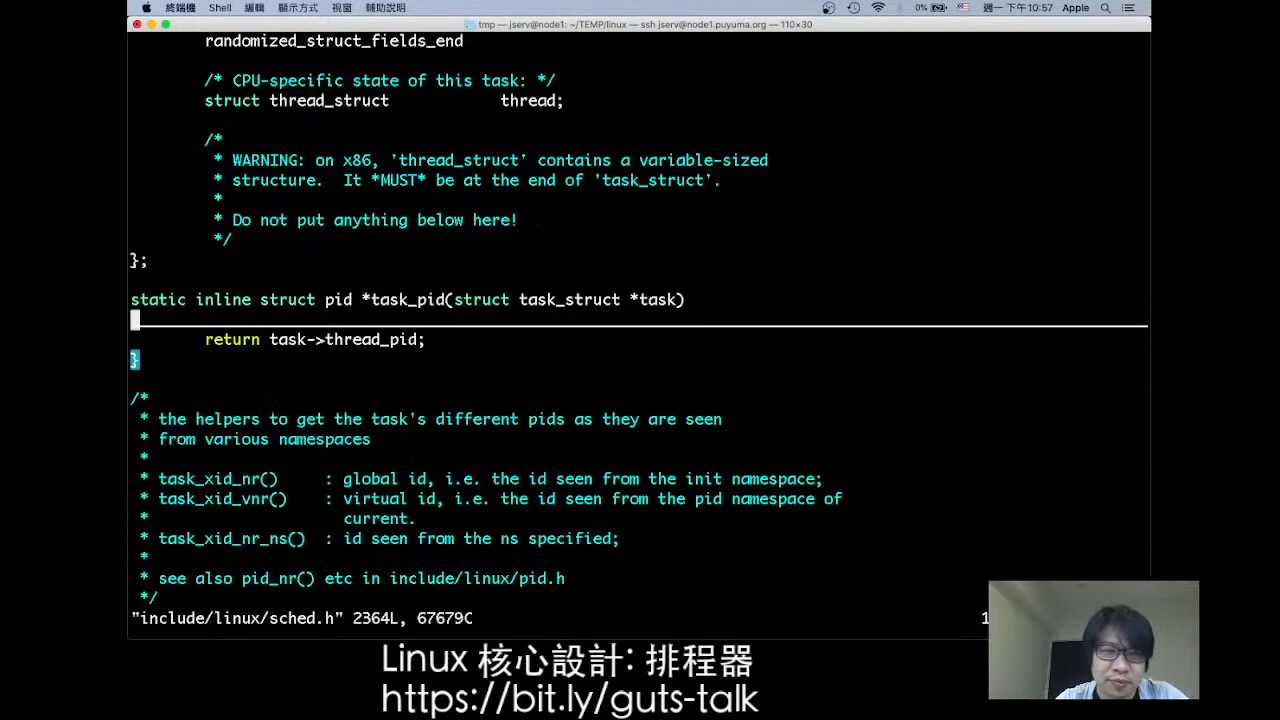 終端機 Shell 編輯 顯示方式 視窗 輔助說明 0% 週一 下午10:57 Apple
tmp — jserv@node1: ~/TEMP/linux — ssh jserv@node1.puyuma.org — 110×30
randomized_struct_fields_end
/* CPU-specific state of this task: */
struct thread_struct thread;
/*
* WARNING: on x86, 'thread_struct' contains a variable-sized
* structure. It *MUST* be at the end of 'task_struct'.
*
* Do not put anything below here!
*/
};
static inline struct pid *task_pid(struct task_struct *task)
return task->thread_pid;
}
/*
* the helpers to get the task's different pids as they are seen
* from various namespaces
*
* task_xid_nr() : global id, i.e. the id seen from the init namespace;
* task_xid_vnr() : virtual id, i.e. the id seen from the pid namespace of
* current.
* task_xid_nr_ns() : id seen from the ns specified;
*
* see also pid_nr() etc in include/linux/pid.h
*/
"include/linux/sched.h" 2364L, 67679C 1
Linux 核心設計: 排程器
https://bit.ly/guts-talk